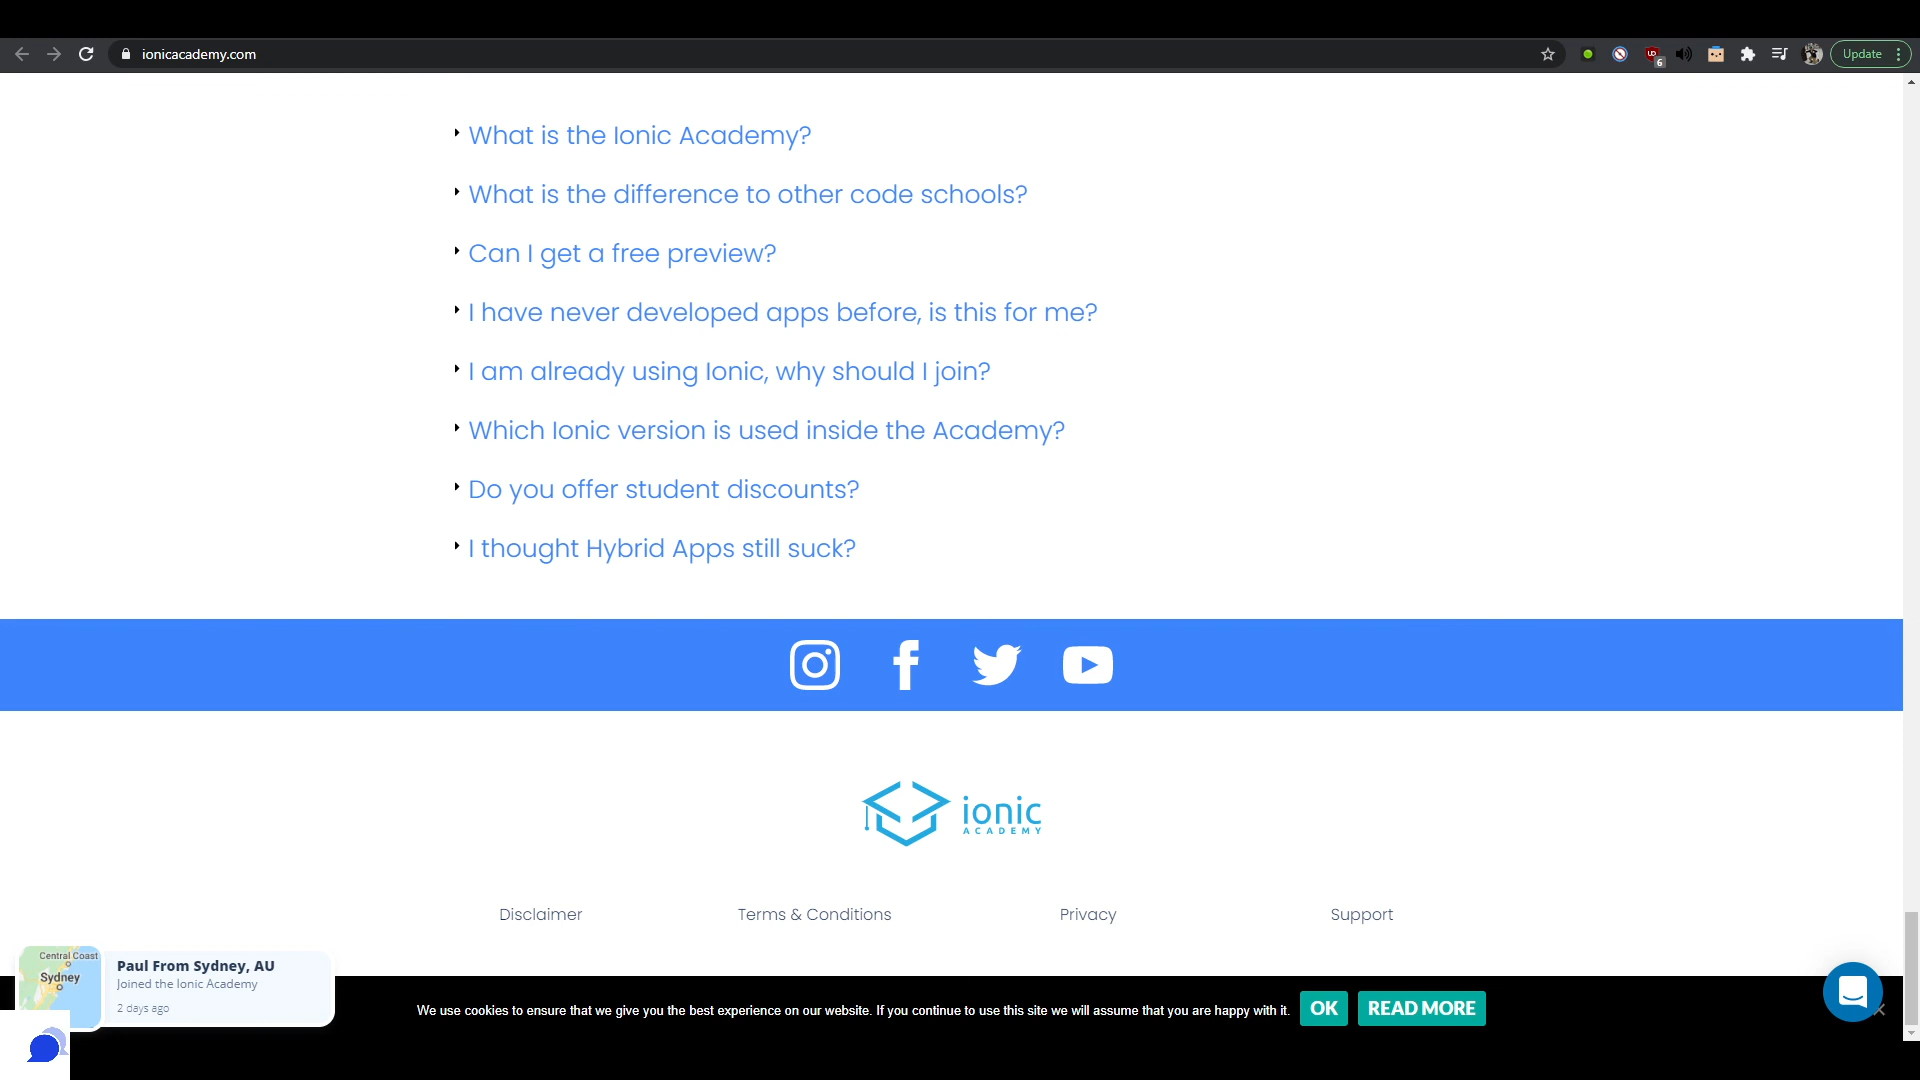 ionicacademy.com
6
Update
What is the Ionic Academy?
What is the difference to other code schools?
Can I get a free preview?
I have never developed apps before, is this for me?
I am already using Ionic, why should I join?
Which Ionic version is used inside the Academy?
Do you offer student discounts?
I thought Hybrid Apps still suck?
ionic
ACADEMY
Disclaimer
Terms & Conditions
Privacy
Support
Central Coast
Sydney
Paul From Sydney, AU
Joined the Ionic Academy
2 days ago
We use cookies to ensure that we give you the best experience on our website. If you continue to use this site we will assume that you are happy with it.
OK
READ MORE